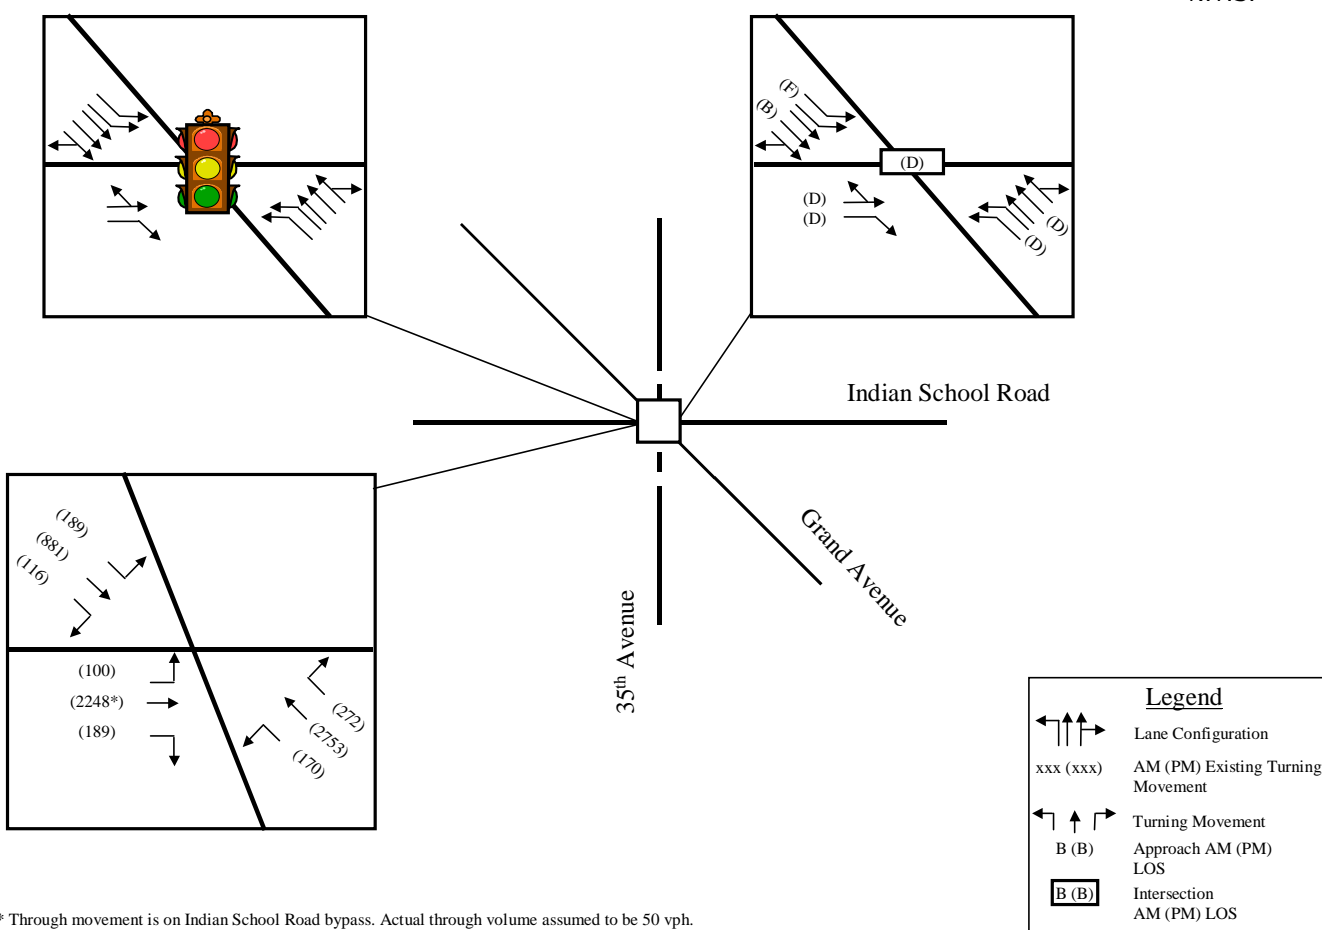 (F)
(B)
(D)
(D)
(D)
(D)
(D)
Indian School Road
Grand Avenue
35th Avenue
(189)
(881)
(116)
(100)
(2248*)
(189)
(272)
(2753)
(170)
Legend
Lane Configuration
xxx (xxx)
AM (PM) Existing Turning
Movement
Turning Movement
B (B)
Approach AM (PM)
LOS
B (B)
Intersection
AM (PM) LOS
* Through movement is on Indian School Road bypass. Actual through volume assumed to be 50 vph.